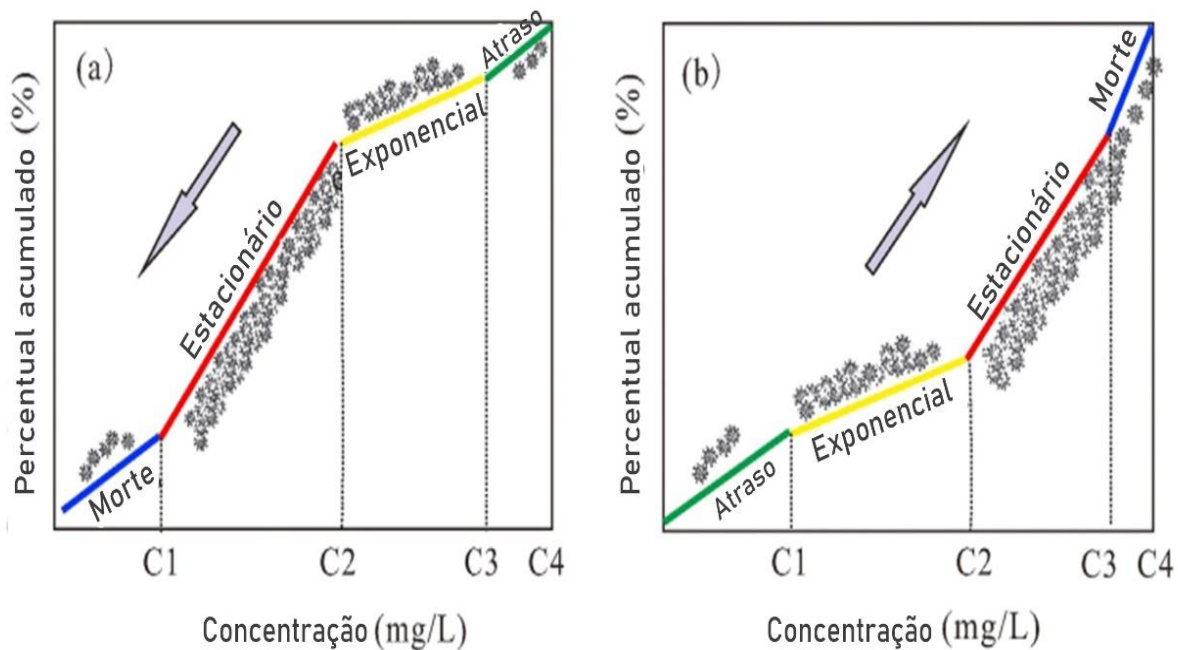 (a)
Percentual acumulado (%)
Morte
Estacionário
Exponencial
Atraso
C1 C2 C3 C4
Concentração (mg/L)
(b)
Percentual acumulado (%)
Atraso
Exponencial
Estacionário
Morte
C1 C2 C3 C4
Concentração (mg/L)